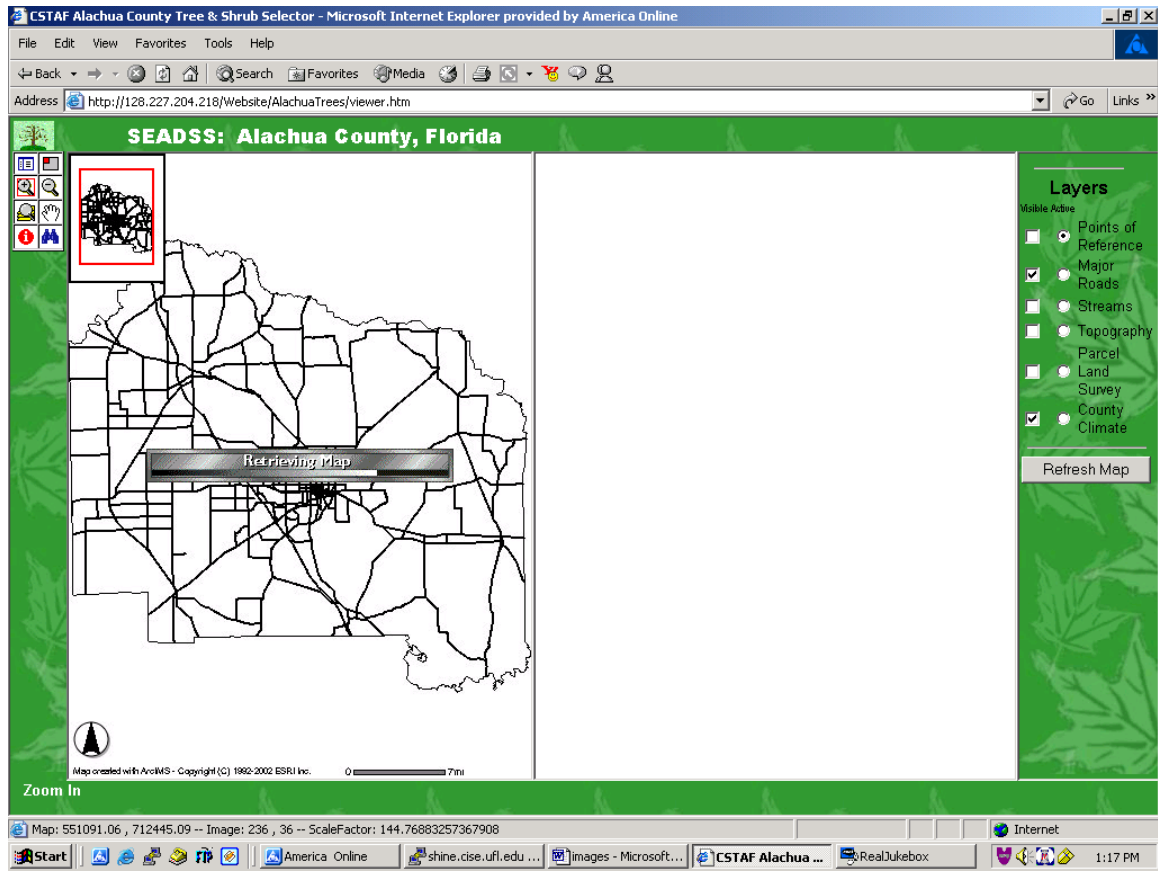 CSTAF Alachua County Tree & Shrub Selector - Microsoft Internet Explorer provided by America Online
File Edit View Favorites Tools Help
Back Search Favorites Media
Address http://128.227.204.218/Website/AlachuaTrees/viewer.htm Go Links »
SEADSS: Alachua County, Florida
Layers
Visible Active
Points of
Reference
Major
Roads
Streams
Topography
Parcel
Land
Survey
County
Climate
Refresh Map
Retrieving Map
Map created with ArcIMS - Copyright (C) 1992-2002 ESRI Inc. 0 7mi
Zoom In
Map: 551091.06 , 712445.09 -- Image: 236 , 36 -- ScaleFactor: 144.76883257367908 Internet
Start America Online shine.cise.ufl.edu ... images - Microsoft... CSTAF Alachua ... RealJukebox 1:17 PM